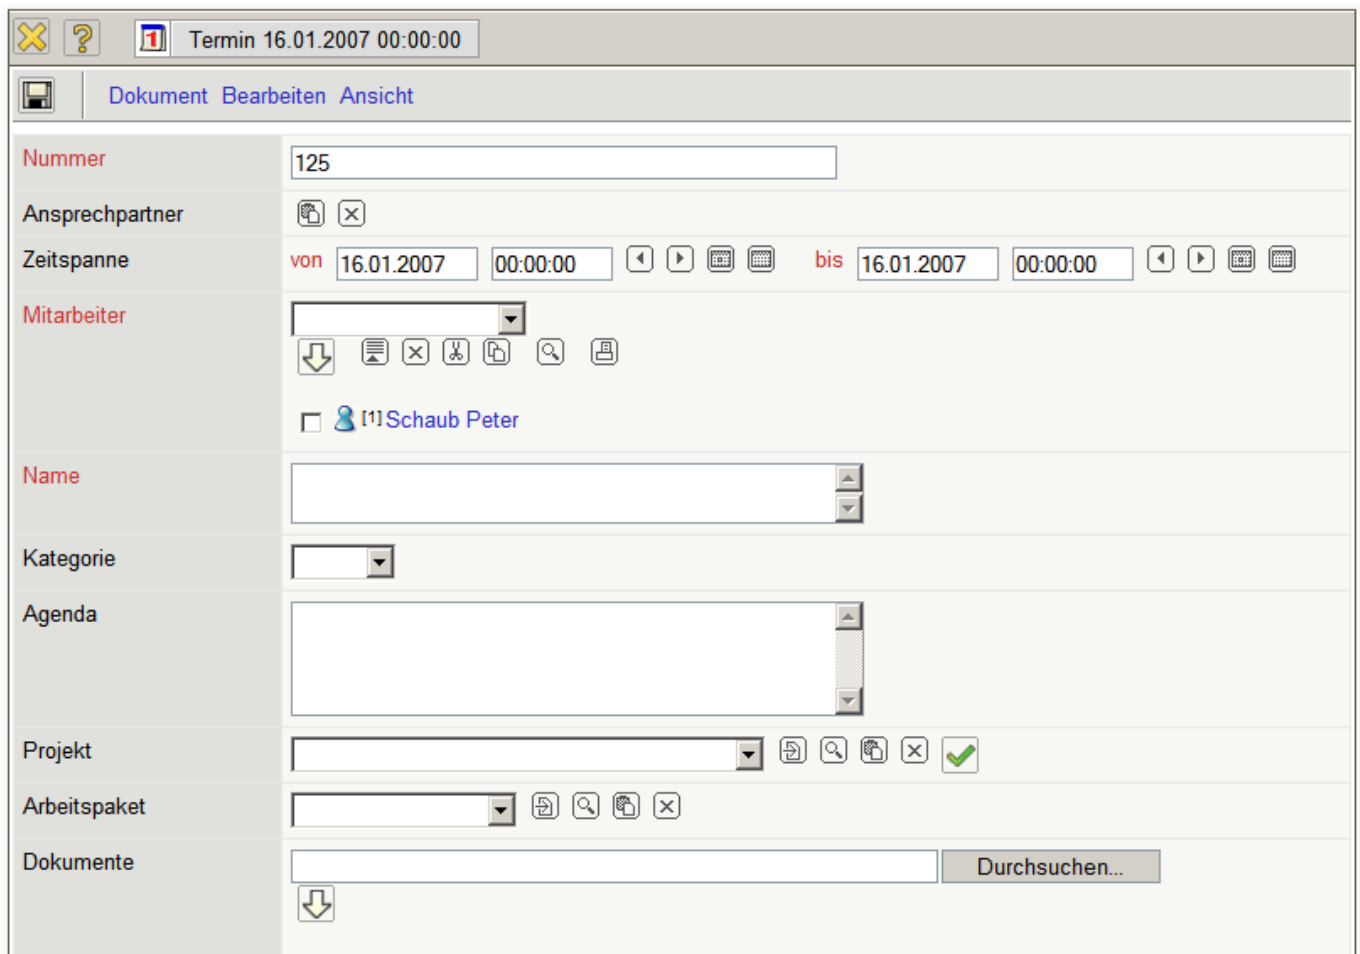 1 Termin 16.01.2007 00:00:00
Dokument Bearbeiten Ansicht
Nummer 125
Ansprechpartner
Zeitspanne von 16.01.2007 00:00:00 bis 16.01.2007 00:00:00
Mitarbeiter
[1] Schaub Peter
Name
Kategorie
Agenda
Projekt
Arbeitspaket
Dokumente Durchsuchen...